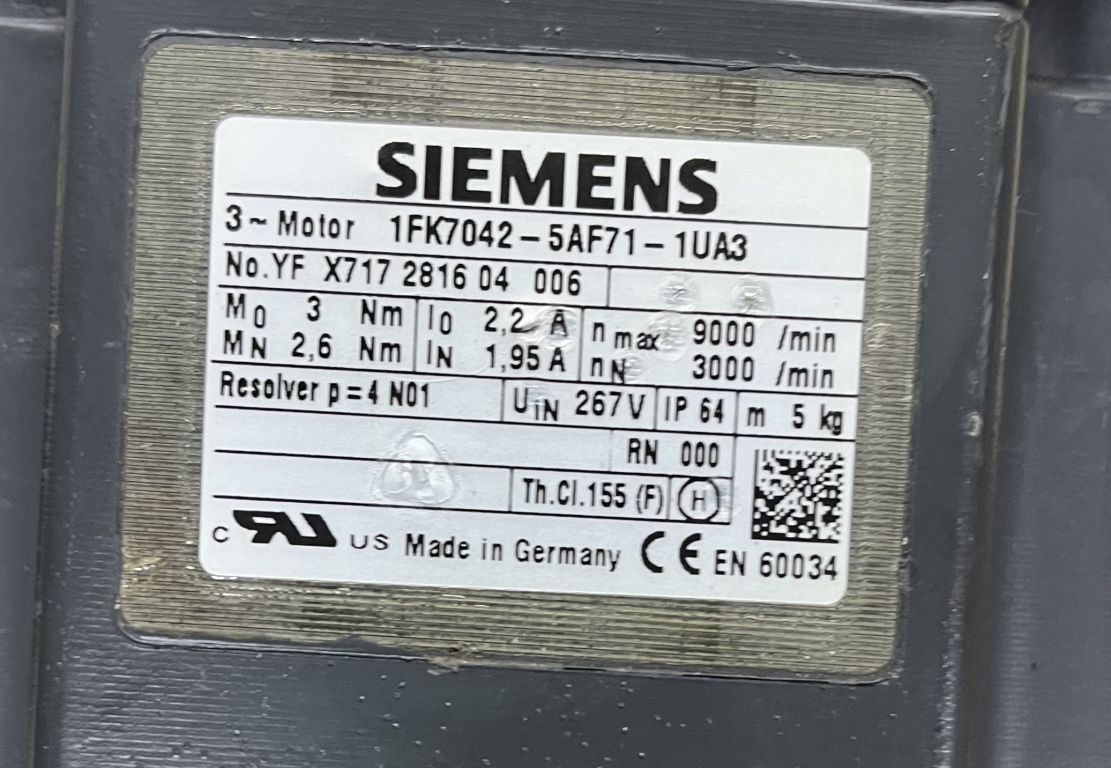 SIEMENS
3~Motor 1FK7042-5AF71-1UA3
No.YF X717 2816 04 006
M0 3 Nm I0 2,2 A n max 9000 /min
MN 2,6 Nm IN 1,95 A nN 3000 /min
Resolver p=4 N01 UiN 267V IP 64 m 5 kg
RN 000
Th.Cl.155 (F) H
C RU US Made in Germany CE EN 60034